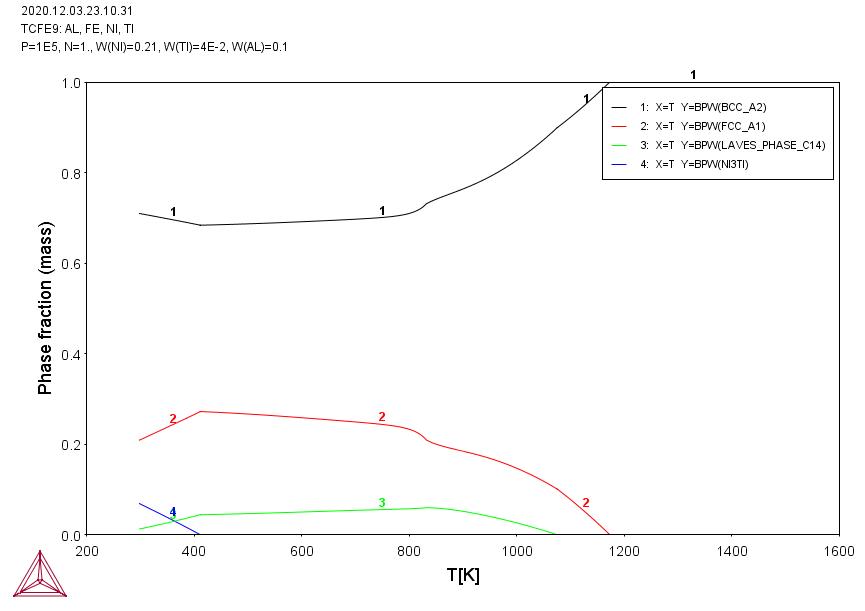 2020.12.03.23.10.31
TCFE9: AL, FE, NI, TI
P=1E5, N=1., W(NI)=0.21, W(TI)=4E-2, W(AL)=0.1
1
1.0
1
1: X=T Y=BPW(BCC_A2)
2: X=T Y=BPW(FCC_A1)
3: X=T Y=BPW(LAVES_PHASE_C14)
4: X=T Y=BPW(NI3TI)
0.8
1
1
0.6
Phase fraction (mass)
0.4
2
2
0.2
3
2
4
3
0.0
200 400 600 800 1000 1200 1400 1600
T[K]